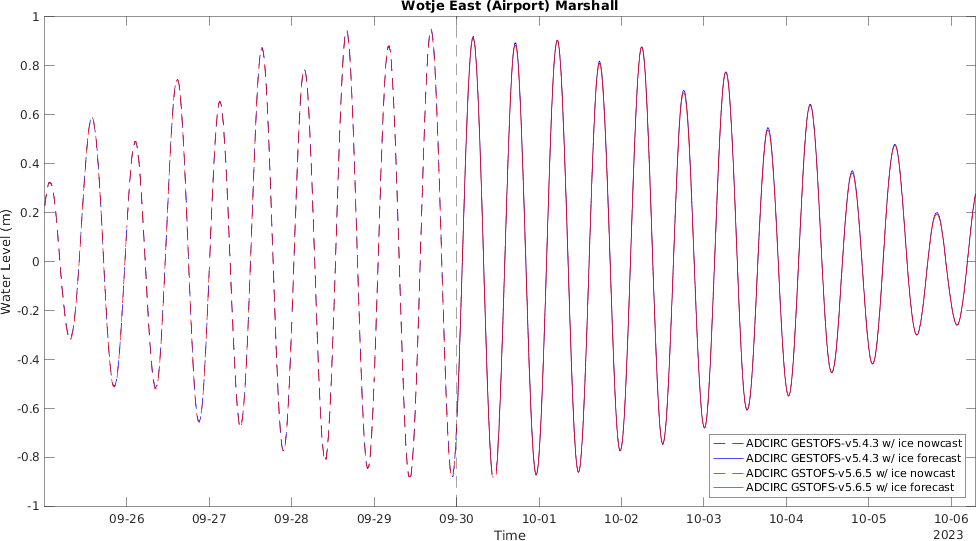 Wotje East (Airport) Marshall
1
0.8
0.6
0.4
0.2
0
-0.2
-0.4
-0.6
-0.8
-1
Water Level (m)
ADCIRC GESTOFS-v5.4.3 w/ ice nowcast
ADCIRC GESTOFS-v5.4.3 w/ ice forecast
ADCIRC GSTOFS-v5.6.5 w/ ice nowcast
ADCIRC GSTOFS-v5.6.5 w/ ice forecast
09-26 09-27 09-28 09-29 09-30 10-01 10-02 10-03 10-04 10-05 10-06
Time
2023